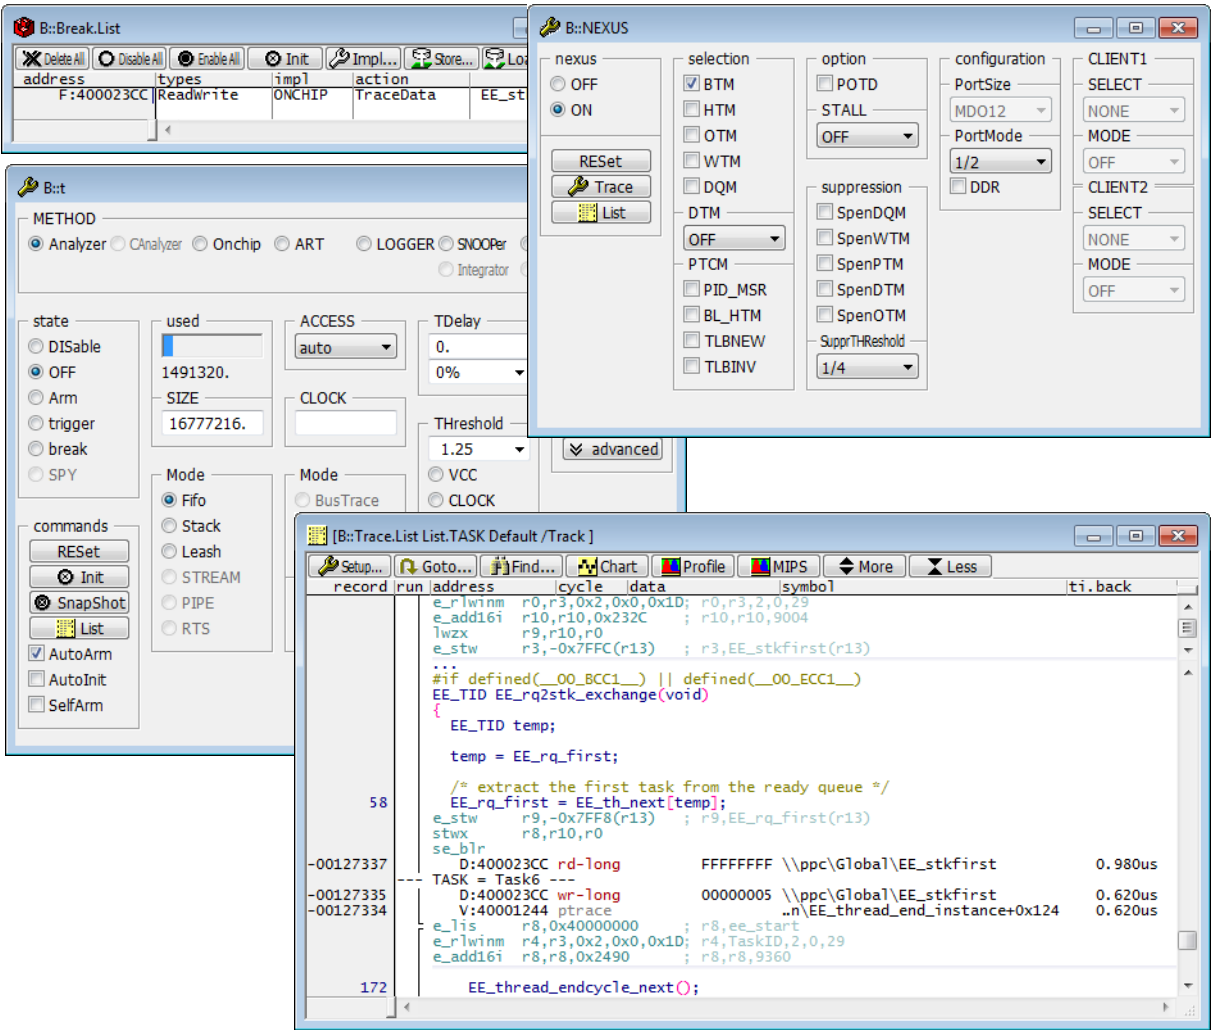 B::Break.List
Delete All Disable All Enable All Init Impl... Store...
address types impl action
F:400023CC ReadWrite ONCHIP TraceData
B::NEXUS
nexus
OFF
ON
RESet
Trace
List
selection
BTM
HTM
OTM
WTM
DQM
DTM
OFF
PTCM
PID_MSR
BL_HTM
TLBNEW
TLBINV
option
POTD
STALL
OFF
suppression
SpenDQM
SpenWTM
SpenPTM
SpenDTM
SpenOTM
SupprTHReshold
1/4
configuration
PortSize
MDO12
PortMode
1/2
DDR
CLIENT1
SELECT
NONE
MODE
OFF
CLIENT2
SELECT
NONE
MODE
OFF
B::t
METHOD
Analyzer CAnalyzer Onchip ART LOGGER SNOOPer
Integrator
state
DISable
OFF
Arm
trigger
break
SPY
used
1491320.
SIZE
16777216.
ACCESS
auto
CLOCK
TDelay
0.
0%
THreshold
1.25
VCC
CLOCK
advanced
Mode
Fifo
Stack
Leash
STREAM
PIPE
RTS
Mode
BusTrace
commands
RESet
Init
SnapShot
List
AutoArm
AutoInit
SelfArm
[B::Trace.List List.TASK Default /Track ]
Setup... Goto... Find... Chart Profile MIPS More Less
record run address cycle data symbol ti.back
e_rlwinm r0,r3,0x2,0x0,0x1D; r0,r3,2,0,29
e_add16i r10,r10,0x232C ; r10,r10,9004
lwzx r9,r10,r0
e_stw r3,-0x7FFC(r13) ; r3,EE_stkfirst(r13)
...
#if defined(__OO_BCC1__) || defined(__OO_ECC1__)
EE_TID EE_rq2stk_exchange(void)
{
EE_TID temp;
temp = EE_rq_first;
/* extract the first task from the ready queue */
58 EE_rq_first = EE_th_next[temp];
e_stw r9,-0x7FF8(r13) ; r9,EE_rq_first(r13)
stwx r8,r10,r0
se_blr
-00127337 D:400023CC rd-long FFFFFFFF \\ppc\Global\EE_stkfirst 0.980us
--- TASK = Task6 ---
-00127335 D:400023CC wr-long 00000005 \\ppc\Global\EE_stkfirst 0.620us
-00127334 V:40001244 ptrace ..n\EE_thread_end_instance+0x124 0.620us
e_lis r8,0x40000000 ; r8,ee_start
e_rlwinm r4,r3,0x2,0x0,0x1D; r4,TaskID,2,0,29
e_add16i r8,r8,0x2490 ; r8,r8,9360
172 EE_thread_endcycle_next();